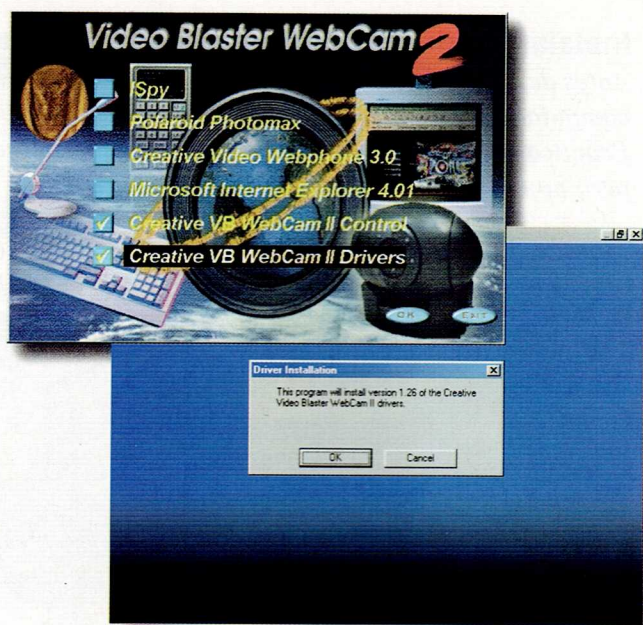 Video Blaster WebCam 2
ISpy
Polaroid Photomax
Creative Video Webphone 3.0
Microsoft Internet Explorer 4.01
Creative VB WebCam II Control
Creative VB WebCam II Drivers
OK
EXIT
Driver Installation
This program will install version 1.26 of the Creative
Video Blaster WebCam II drivers.
OK
Cancel